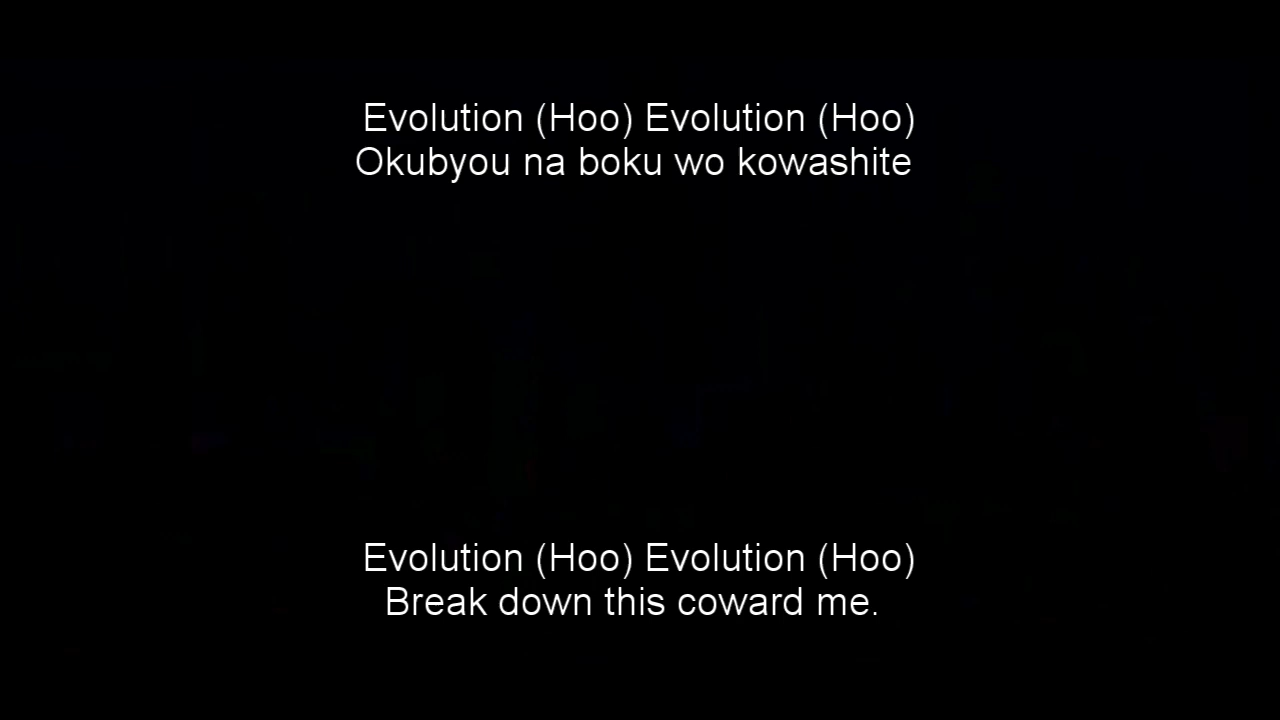 Evolution (Hoo) Evolution (Hoo)
Okubyou na boku wo kowashite
Evolution (Hoo) Evolution (Hoo)
Break down this coward me.